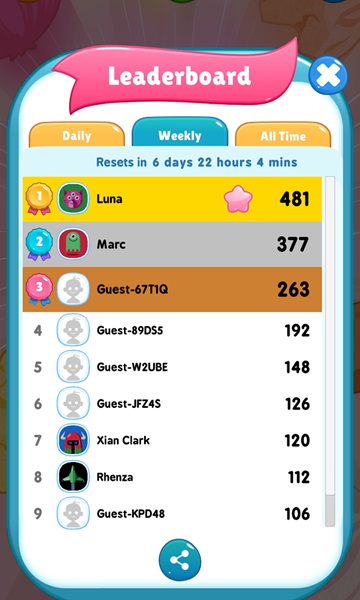 Leaderboard
Daily
Weekly
All Time
Resets in 6 days 22 hours 4 mins
1 Luna 481
2 Marc 377
3 Guest-67T1Q 263
4 Guest-89DS5 192
5 Guest-W2UBE 148
6 Guest-JFZ4S 126
7 Xian Clark 120
8 Rhenza 112
9 Guest-KPD48 106